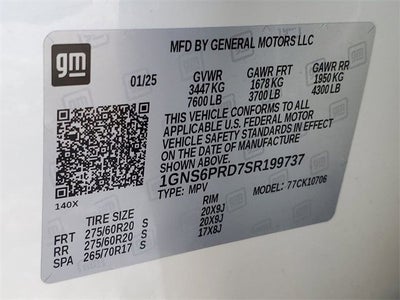 gm
MFD BY GENERAL MOTORS LLC
01/25 GVWR GAWR FRT GAWR RR
3447 KG 1678 KG 1950 KG
7600 LB 3700 LB 4300 LB
THIS VEHICLE CONFORMS TO ALL
APPLICABLE U.S. FEDERAL MOTOR
VEHICLE SAFETY STANDARDS IN EFFECT
ON THE DATE OF MANUFACTURE
SHOWN ABOVE.
1GNS6PRD7SR199737
TYPE: MPV MODEL: 77CK10706
140X
TIRE SIZE RIM
FRT 275/60R20 S 20X9J
RR 275/60R20 S 20X9J
SPA 265/70R17 S 17X8J